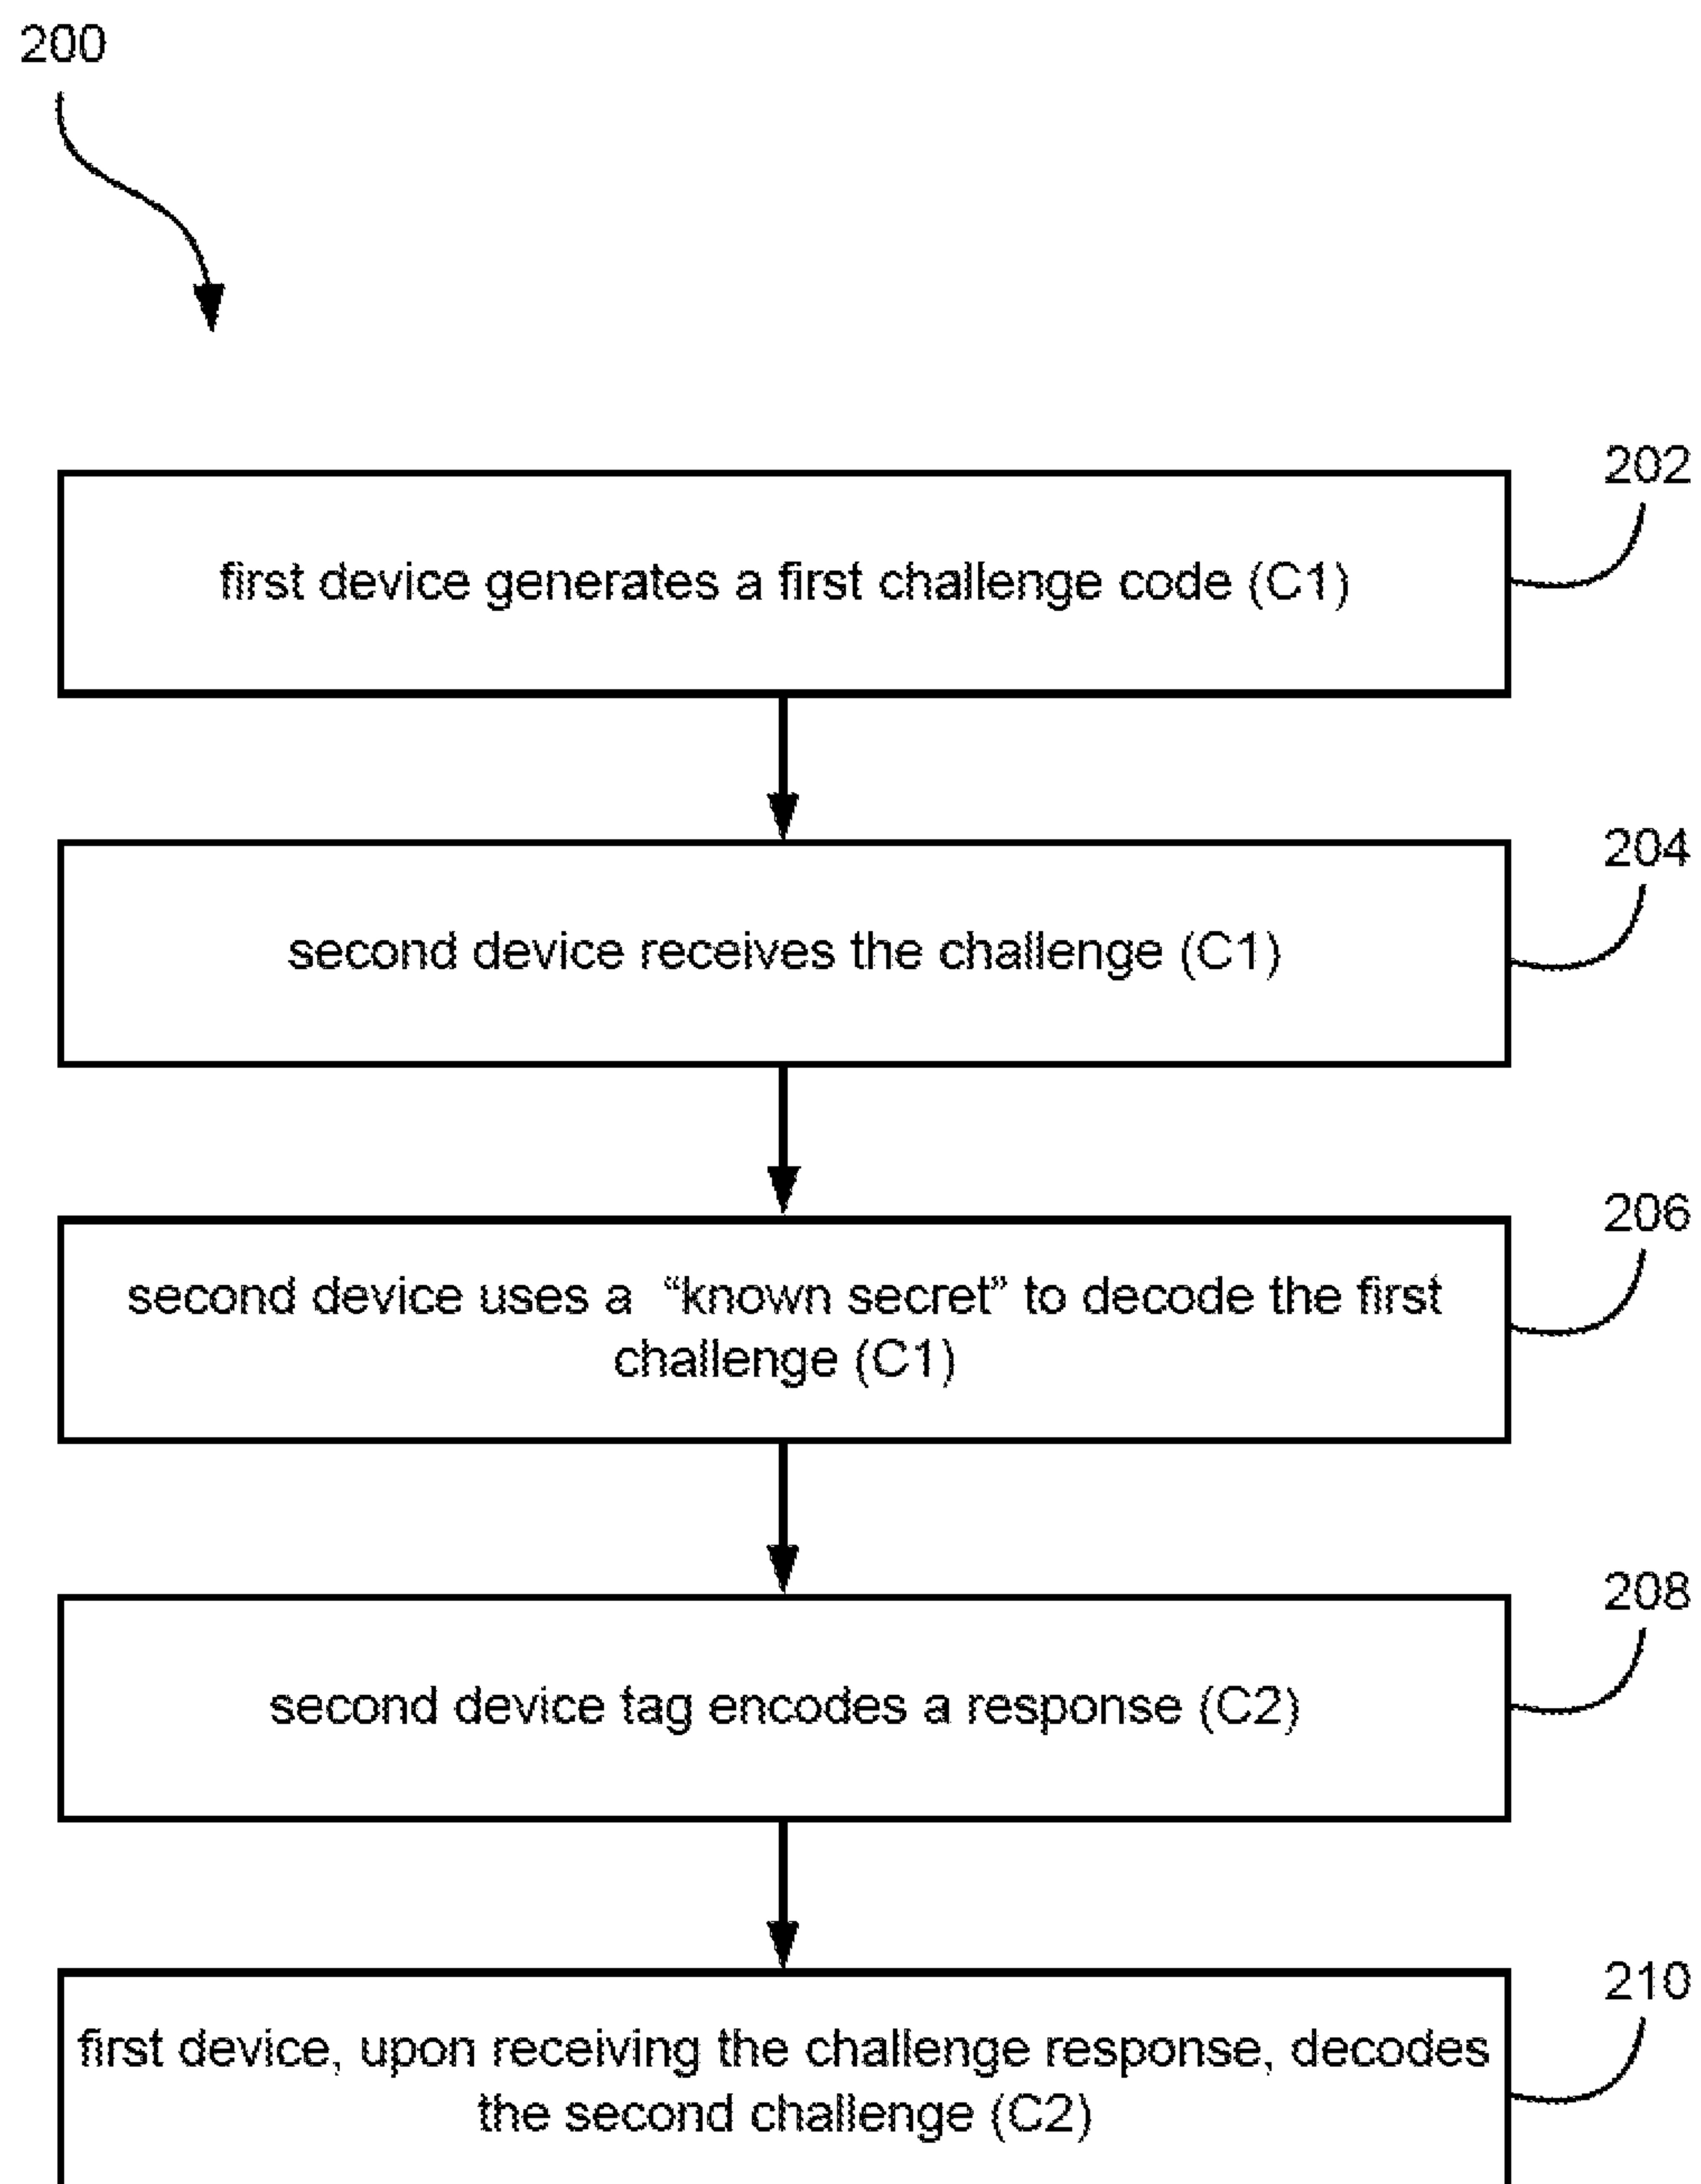 200
202
first device generates a first challenge code (C1)
204
second device receives the challenge (C1)
206
second device uses a “known secret” to decode the first
challenge (C1)
208
second device tag encodes a response (C2)
210
first device, upon receiving the challenge response, decodes
the second challenge (C2)